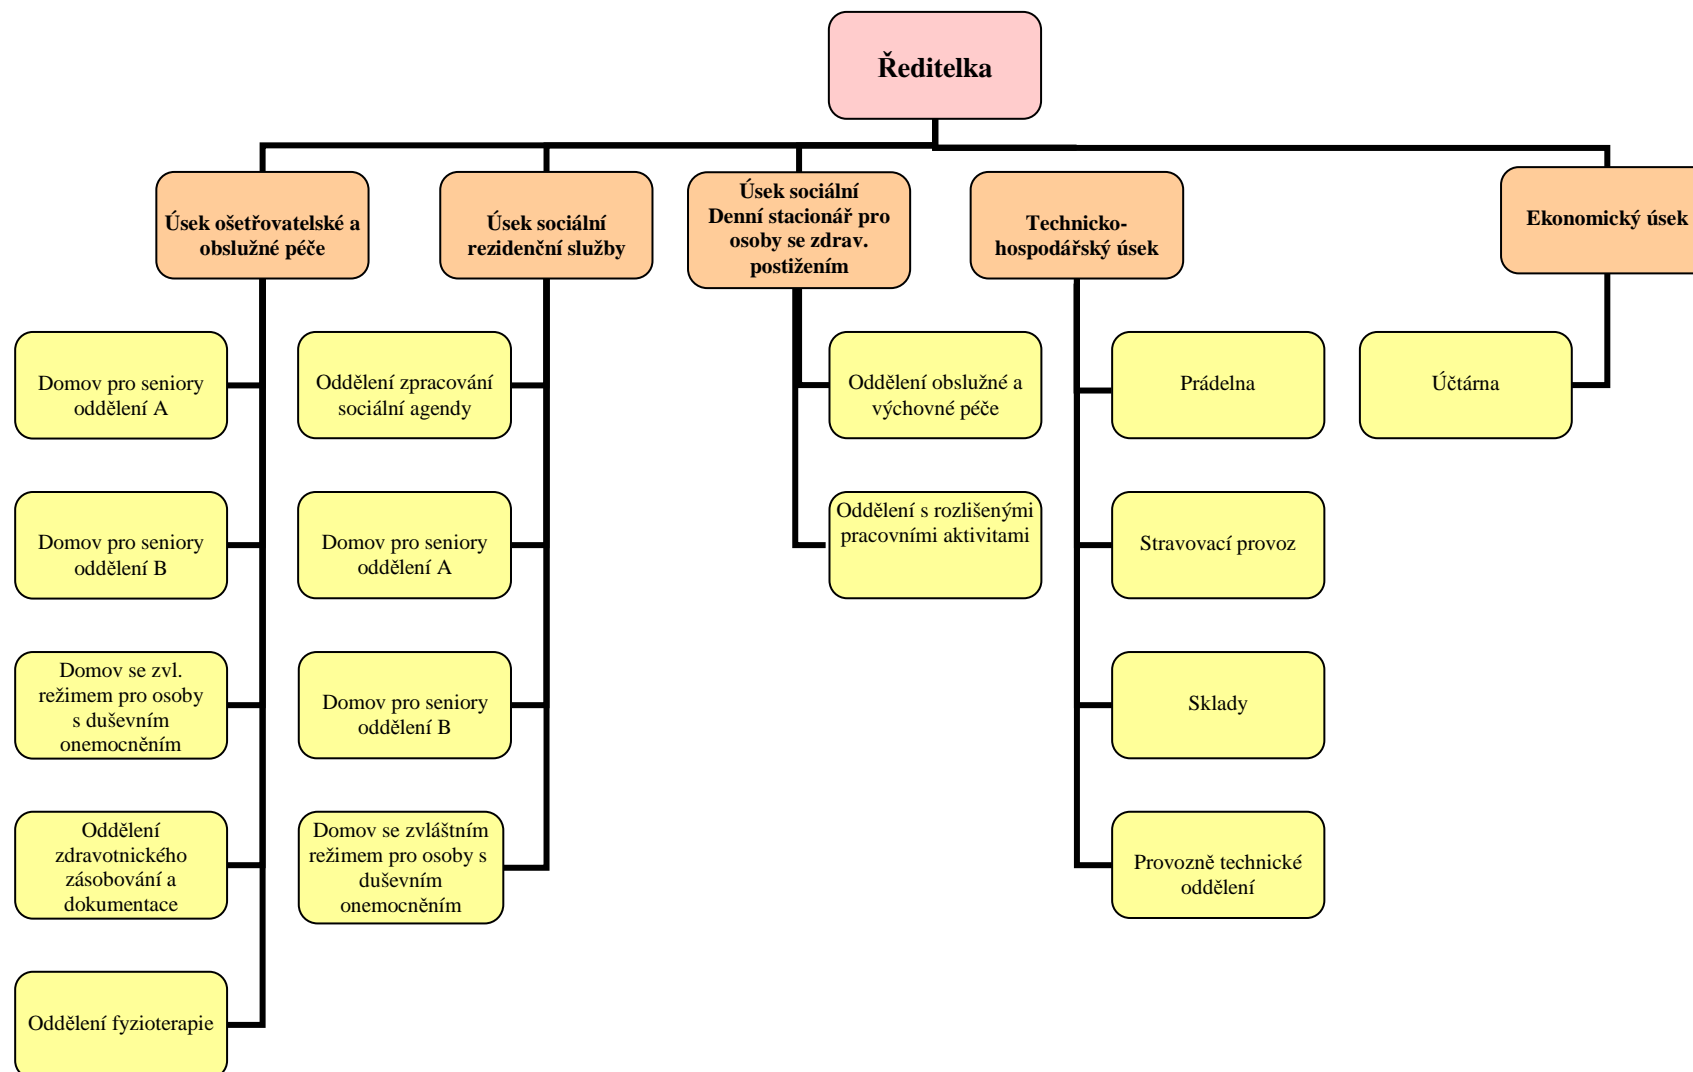 Ředitelka
Úsek ošetřovatelské a
obslužné péče
Úsek sociální
rezidenční služby
Úsek sociální
Denní stacionář pro
osoby se zdrav.
postižením
Technicko-
hospodářský úsek
Ekonomický úsek
Domov pro seniory
oddělení A
Oddělení zpracování
sociální agendy
Oddělení obslužné a
výchovné péče
Prádelna
Účtárna
Domov pro seniory
oddělení B
Domov pro seniory
oddělení A
Oddělení s rozlišenými
pracovními aktivitami
Stravovací provoz
Domov se zvl.
režimem pro osoby
s duševním
onemocněním
Domov pro seniory
oddělení B
Sklady
Oddělení
zdravotnického
zásobování a
dokumentace
Domov se zvláštním
režimem pro osoby s
duševním
onemocněním
Provozně technické
oddělení
Oddělení fyzioterapie